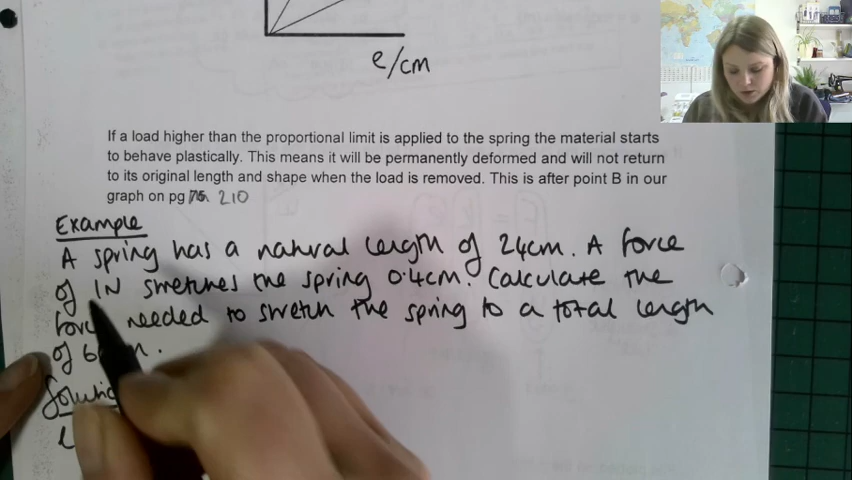 e/cm
If a load higher than the proportional limit is applied to the spring the material starts
to behave plastically. This means it will be permanently deformed and will not return
to its original length and shape when the load is removed. This is after point B in our
graph on pg 210
Example
A spring has a natural length of 24cm. A force
of 1N stretches the spring 0.4cm. Calculate the
force needed to stretch the spring to a total length
of